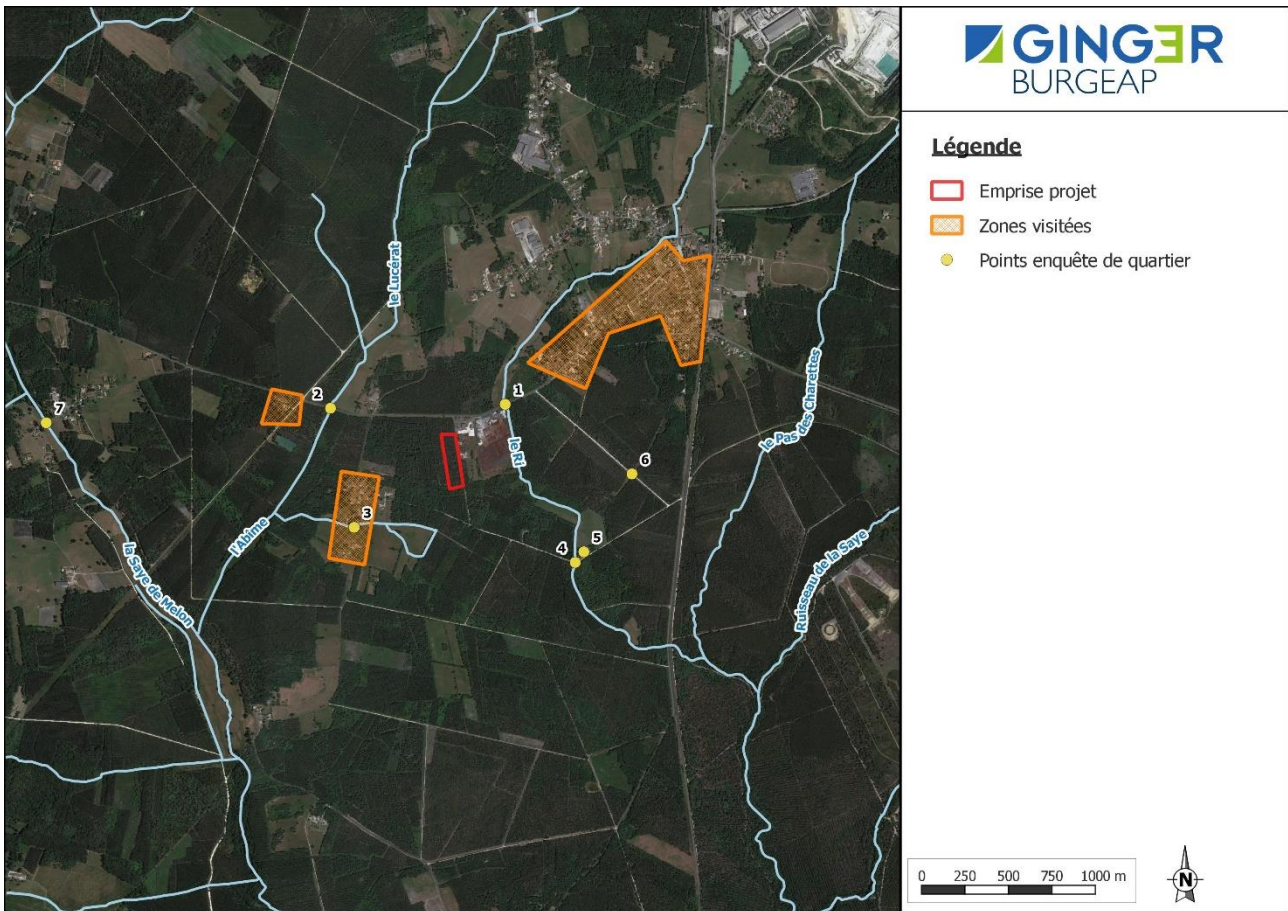 GINGER
BURGEAP
Légende
Emprise projet
Zones visitées
Points enquête de quartier
le Lucérat
le Pas des Charettes
1
2
7
le Ri
6
3
5
4
l'Abîme
la Saye de Melon
Ruisseau de la Saye
0 250 500 750 1000 m
N